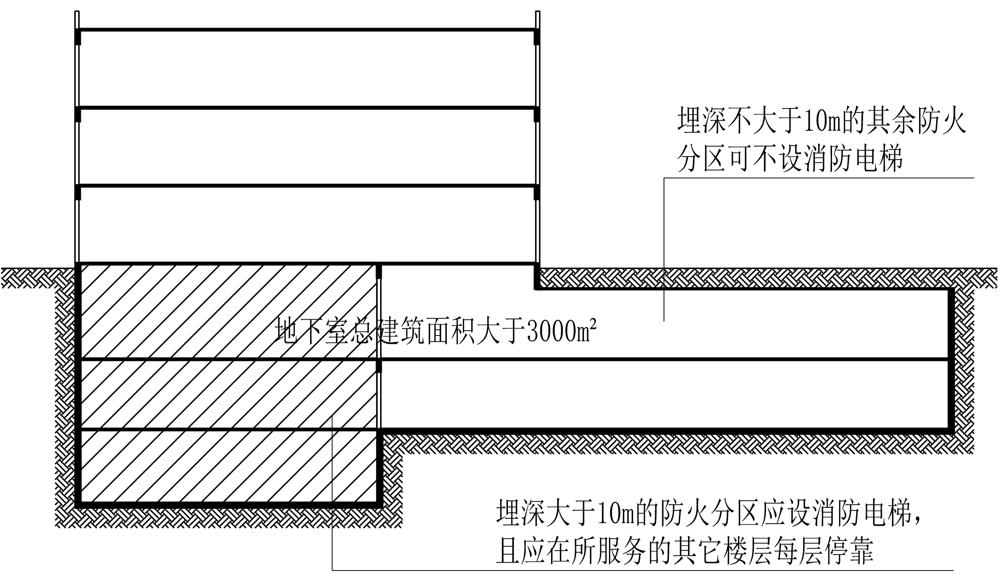 埋深不大于10m的其余防火
分区可不设消防电梯
地下室总建筑面积大于3000m²
埋深大于10m的防火分区应设消防电梯，
且应在所服务的其它楼层每层停靠